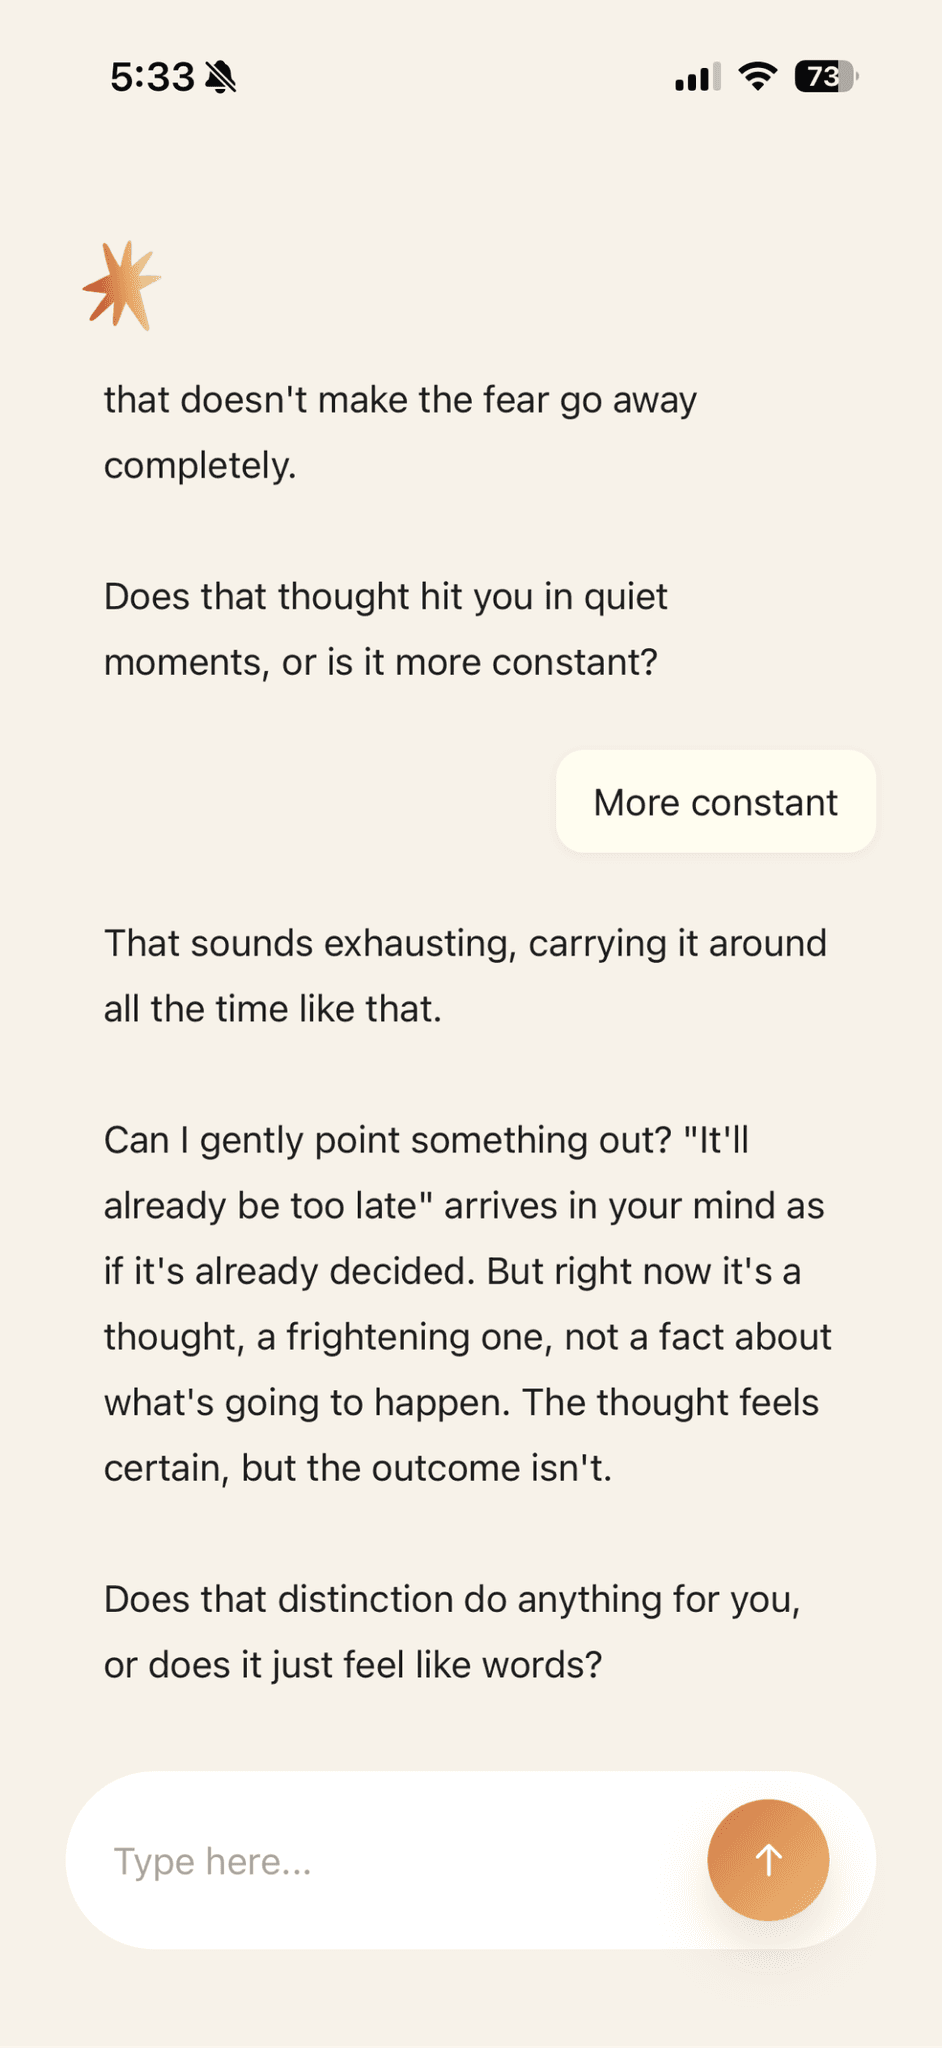 5:33
73
that doesn't make the fear go away
completely.
Does that thought hit you in quiet
moments, or is it more constant?
More constant
That sounds exhausting, carrying it around
all the time like that.
Can I gently point something out? "It'll
already be too late" arrives in your mind as
if it's already decided. But right now it's a
thought, a frightening one, not a fact about
what's going to happen. The thought feels
certain, but the outcome isn't.
Does that distinction do anything for you,
or does it just feel like words?
Type here...